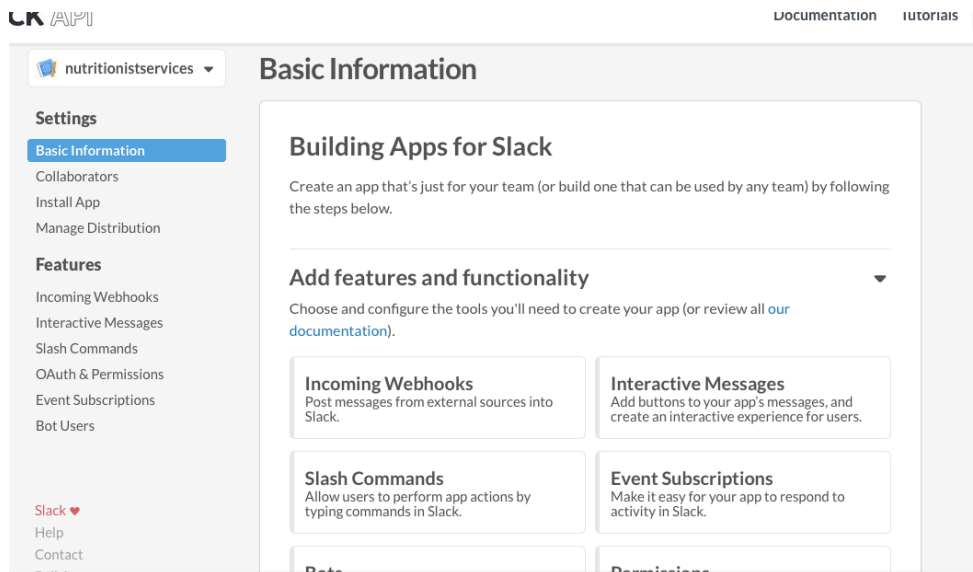 CK API
Documentation Tutorials
nutritionistservices
Basic Information
Settings
Basic Information
Collaborators
Install App
Manage Distribution
Features
Incoming Webhooks
Interactive Messages
Slash Commands
OAuth & Permissions
Event Subscriptions
Bot Users
Slack ♥
Help
Contact
Building Apps for Slack
Create an app that's just for your team (or build one that can be used by any team) by following
the steps below.
Add features and functionality
Choose and configure the tools you'll need to create your app (or review all our
documentation).
Incoming Webhooks
Post messages from external sources into
Slack.
Interactive Messages
Add buttons to your app's messages, and
create an interactive experience for users.
Slash Commands
Allow users to perform app actions by
typing commands in Slack.
Event Subscriptions
Make it easy for your app to respond to
activity in Slack.
Bots
Permissions